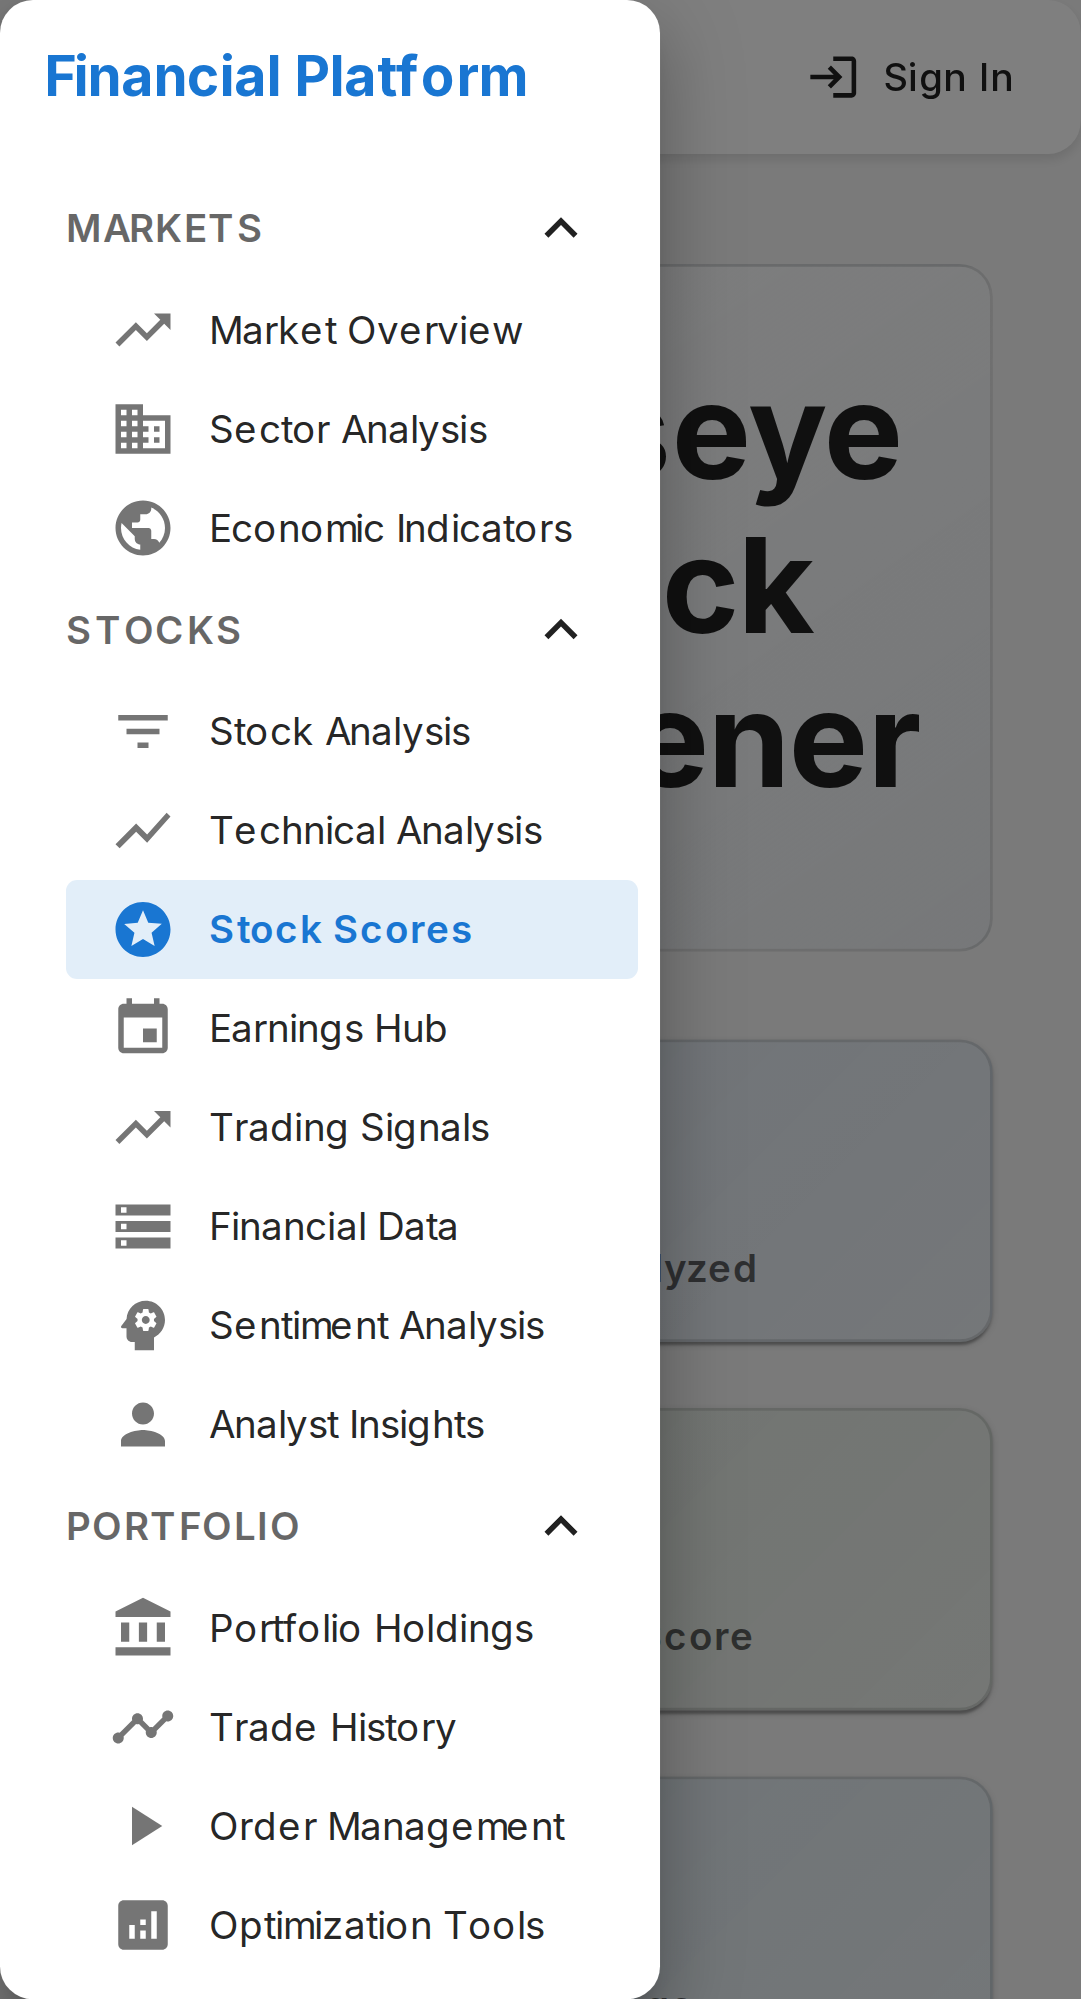 Financial Platform
Sign In
MARKETS
Market Overview
Sector Analysis
Economic Indicators
STOCKS
Stock Analysis
Technical Analysis
Stock Scores
Earnings Hub
Trading Signals
Financial Data
Sentiment Analysis
Analyst Insights
PORTFOLIO
Portfolio Holdings
Trade History
Order Management
Optimization Tools
seye
ck
ener
lyzed
core